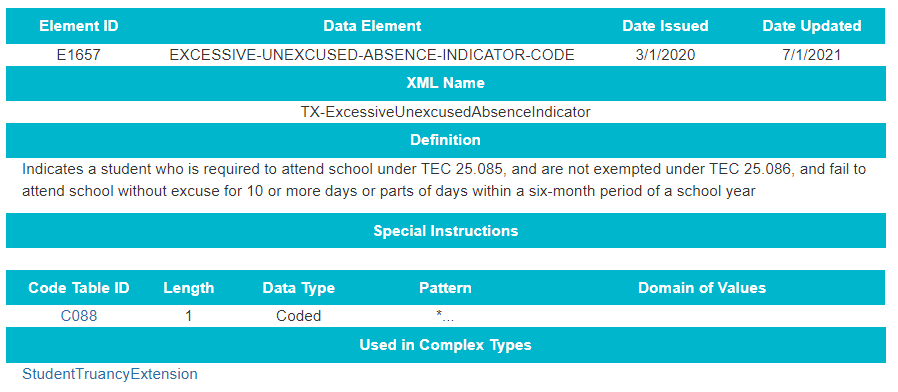 Element ID Data Element Date Issued Date Updated
E1657 EXCESSIVE-UNEXCUSED-ABSENCE-INDICATOR-CODE 3/1/2020 7/1/2021
XML Name
TX-ExcessiveUnexcusedAbsenceIndicator
Definition
Indicates a student who is required to attend school under TEC 25.085, and are not exempted under TEC 25.086, and fail to
attend school without excuse for 10 or more days or parts of days within a six-month period of a school year
Special Instructions
Code Table ID Length Data Type Pattern Domain of Values
C088 1 Coded *...
Used in Complex Types
StudentTruancyExtension